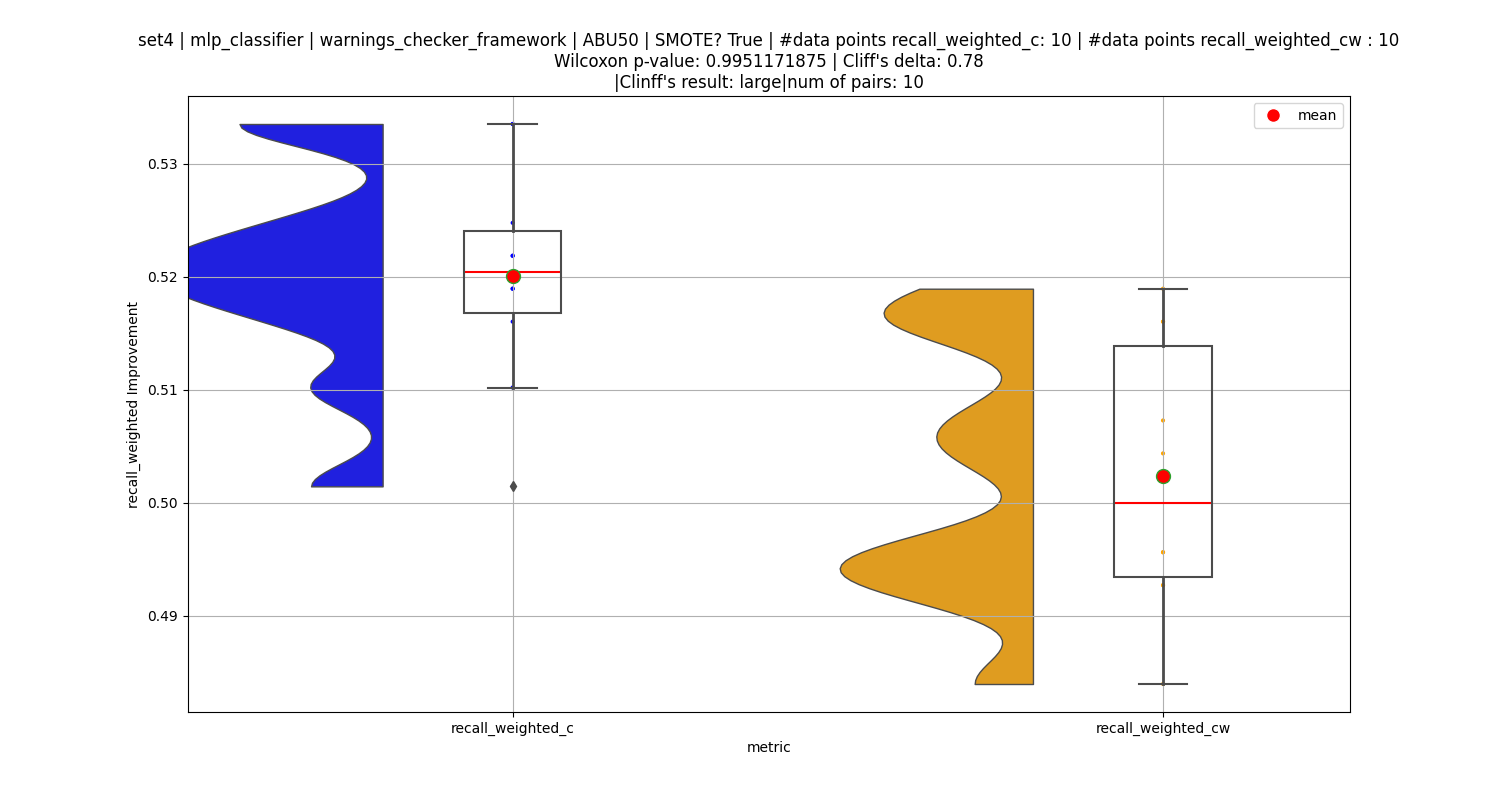 set4 | mlp_classifier | warnings_checker_framework | ABU50 | SMOTE? True | #data points recall_weighted_c: 10 | #data points recall_weighted_cw : 10
Wilcoxon p-value: 0.9951171875 | Cliff's delta: 0.78
|Clinff's result: large|num of pairs: 10
mean
0.53
0.52
0.51
0.50
0.49
recall_weighted Improvement
recall_weighted_c
recall_weighted_cw
metric